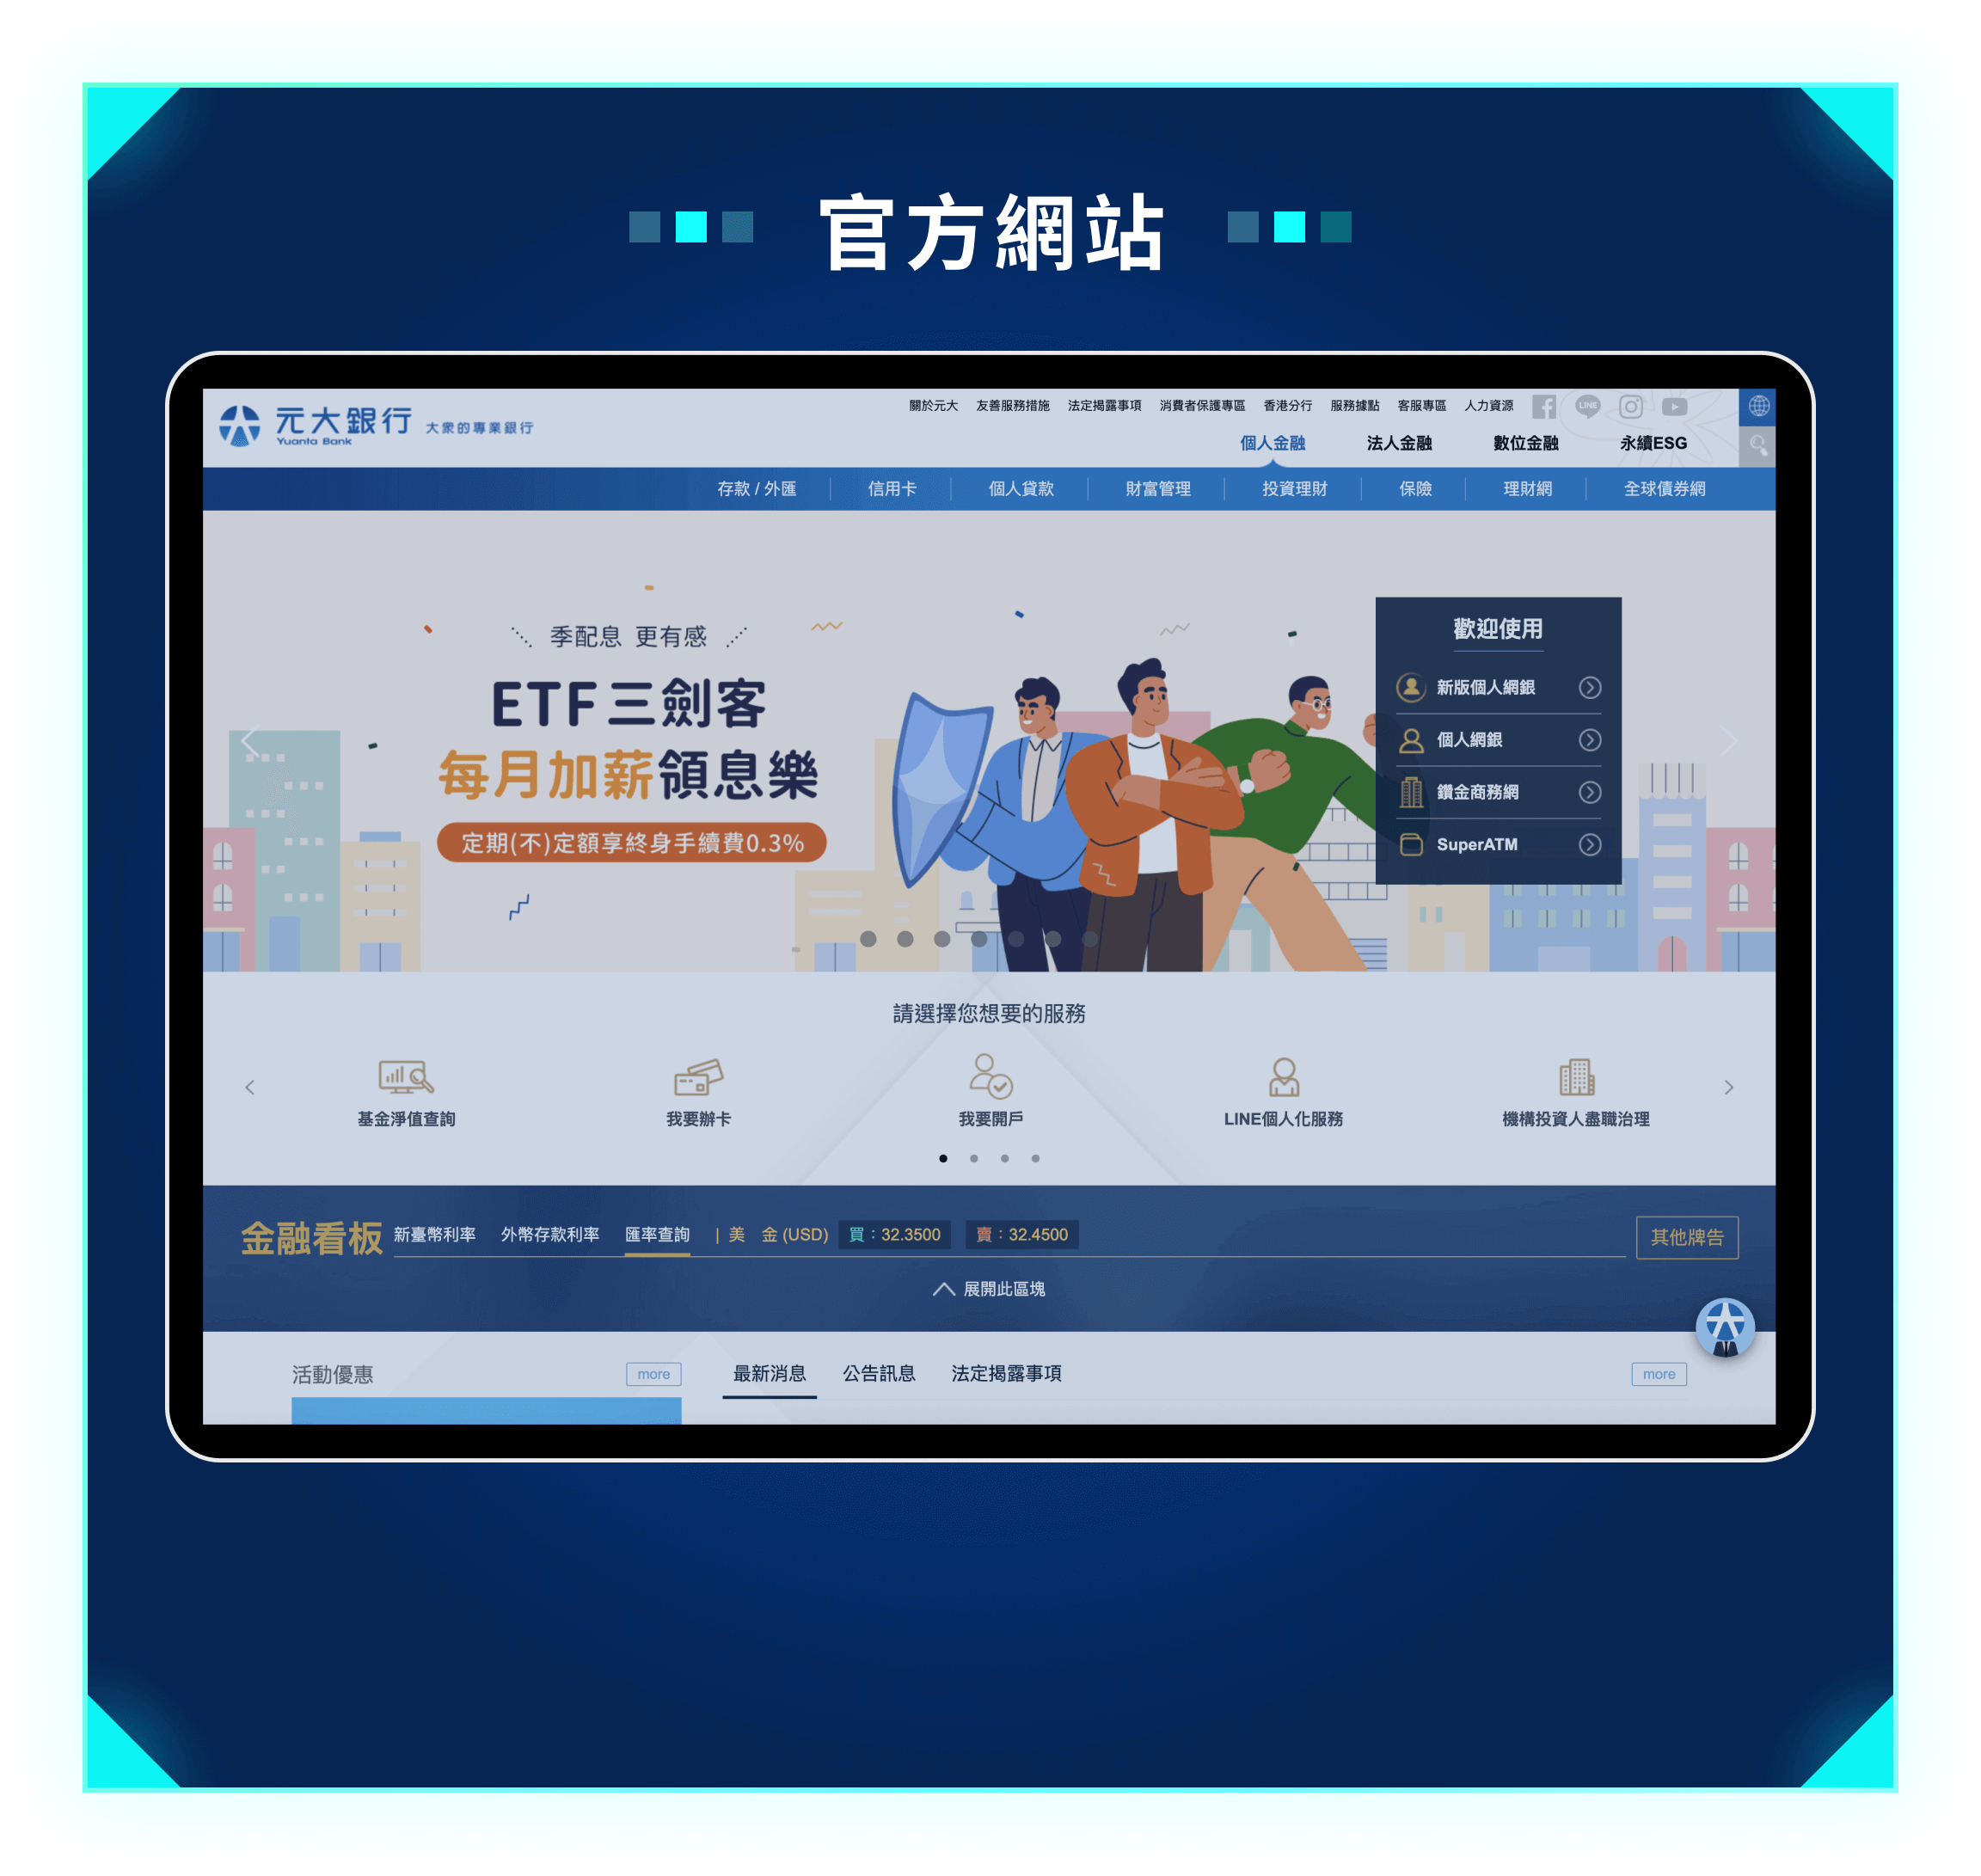 官方網站
元大銀行 大衆的專業銀行
Yuanta Bank
關於元大 友善服務措施 法定揭露事項 消費者保護專區 香港分行 服務據點 客服專區 人力資源 LINE
個人金融 法人金融 數位金融 永續ESG
存款 / 外匯 信用卡 個人貸款 財富管理 投資理財 保險 理財網 全球債券網
季配息 更有感
ETF三劍客
每月加薪領息樂
定期(不)定額享終身手續費0.3%
歡迎使用
新版個人網銀
個人網銀
鑽金商務網
SuperATM
請選擇您想要的服務
基金淨值查詢 我要辦卡 我要開戶 LINE個人化服務 機構投資人盡職治理
金融看板 新臺幣利率 外幣存款利率 匯率查詢 | 美 金 (USD) 買：32.3500 賣：32.4500 其他牌告
展開此區塊
活動優惠 more 最新消息 公告訊息 法定揭露事項 more